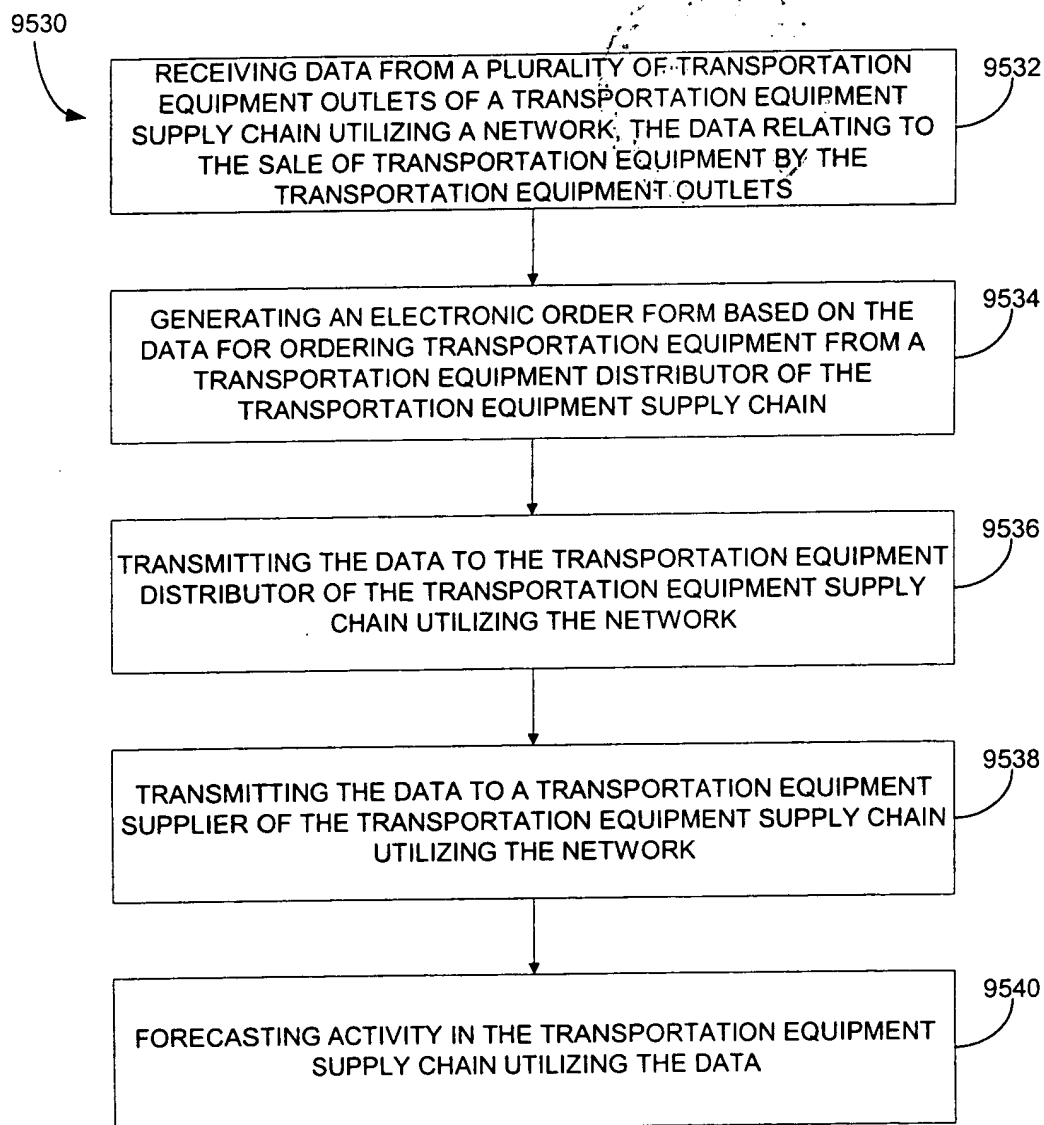 9530
RECEIVING DATA FROM A PLURALITY OF TRANSPORTATION
EQUIPMENT OUTLETS OF A TRANSPORTATION EQUIPMENT
SUPPLY CHAIN UTILIZING A NETWORK, THE DATA RELATING TO
THE SALE OF TRANSPORTATION EQUIPMENT BY THE
TRANSPORTATION EQUIPMENT OUTLETS
9532
GENERATING AN ELECTRONIC ORDER FORM BASED ON THE
DATA FOR ORDERING TRANSPORTATION EQUIPMENT FROM A
TRANSPORTATION EQUIPMENT DISTRIBUTOR OF THE
TRANSPORTATION EQUIPMENT SUPPLY CHAIN
9534
TRANSMITTING THE DATA TO THE TRANSPORTATION EQUIPMENT
DISTRIBUTOR OF THE TRANSPORTATION EQUIPMENT SUPPLY
CHAIN UTILIZING THE NETWORK
9536
TRANSMITTING THE DATA TO A TRANSPORTATION EQUIPMENT
SUPPLIER OF THE TRANSPORTATION EQUIPMENT SUPPLY CHAIN
UTILIZING THE NETWORK
9538
FORECASTING ACTIVITY IN THE TRANSPORTATION EQUIPMENT
SUPPLY CHAIN UTILIZING THE DATA
9540